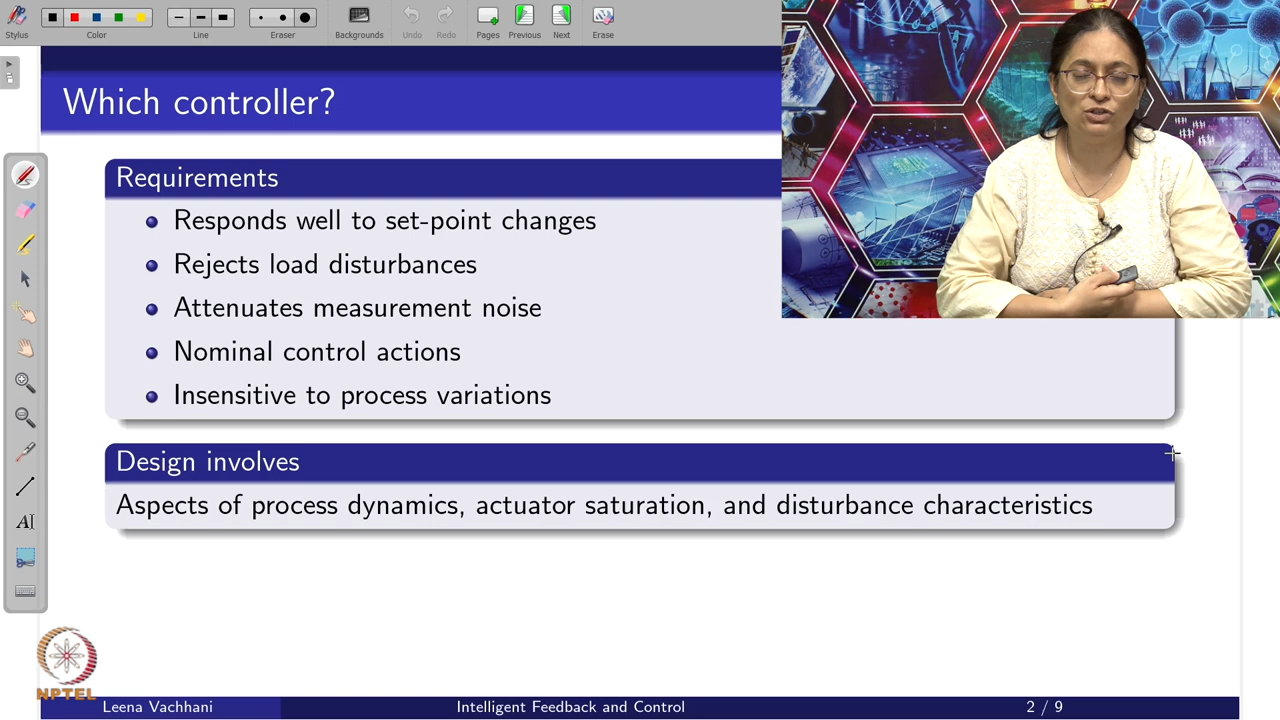 Stylus
Color
Line
Eraser
Backgrounds
Undo
Redo
Pages
Previous
Next
Erase
Which controller?
Requirements
Responds well to set-point changes
Rejects load disturbances
Attenuates measurement noise
Nominal control actions
Insensitive to process variations
Design involves
Aspects of process dynamics, actuator saturation, and disturbance characteristics
AI
NPTEL
Leena Vachhani
Intelligent Feedback and Control
2 / 9